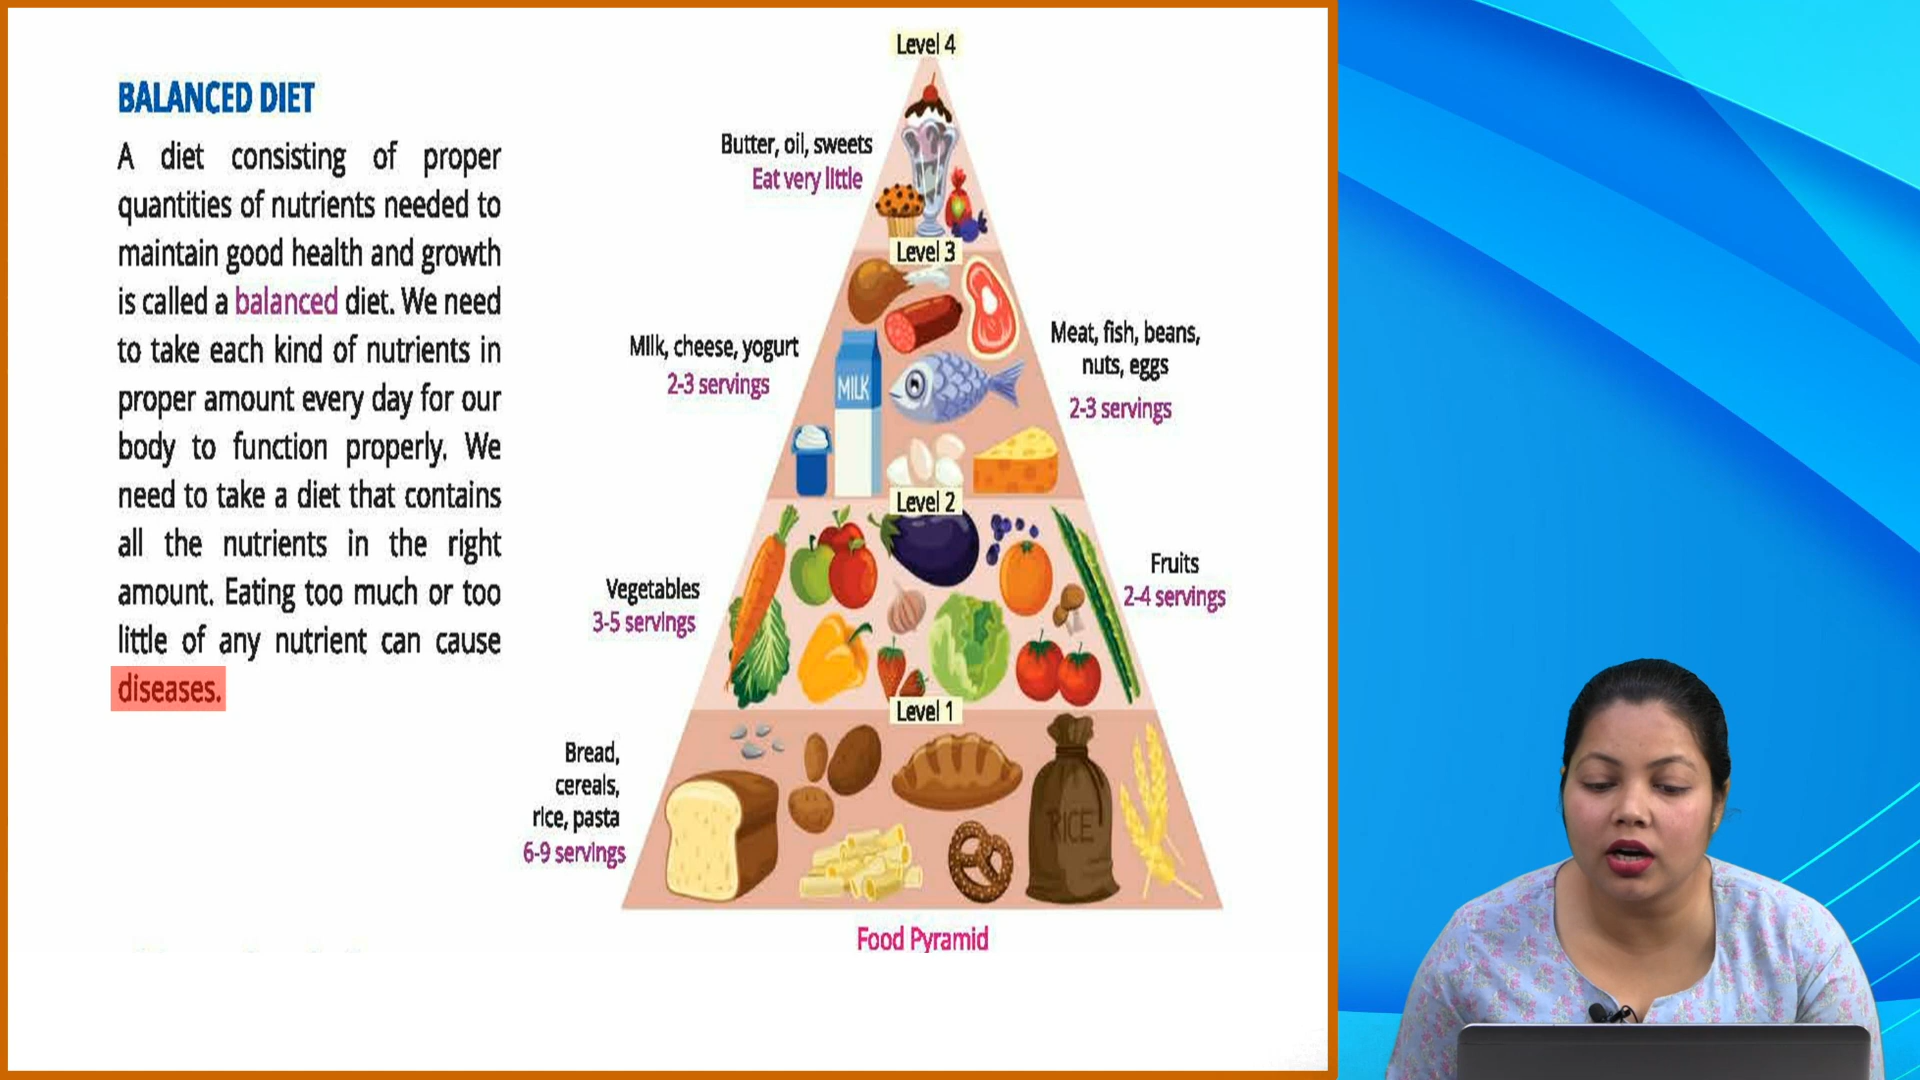 BALANCED DIET
A diet consisting of proper
quantities of nutrients needed to
maintain good health and growth
is called a balanced diet. We need
to take each kind of nutrients in
proper amount every day for our
body to function properly. We
need to take a diet that contains
all the nutrients in the right
amount. Eating too much or too
little of any nutrient can cause
diseases.
Level 4
Butter, oil, sweets
Eat very little
Level 3
Milk, cheese, yogurt
2-3 servings
Meat, fish, beans,
nuts, eggs
2-3 servings
MILK
Level 2
Vegetables
3-5 servings
Fruits
2-4 servings
Level 1
Bread,
cereals,
rice, pasta
6-9 servings
RICE
Food Pyramid